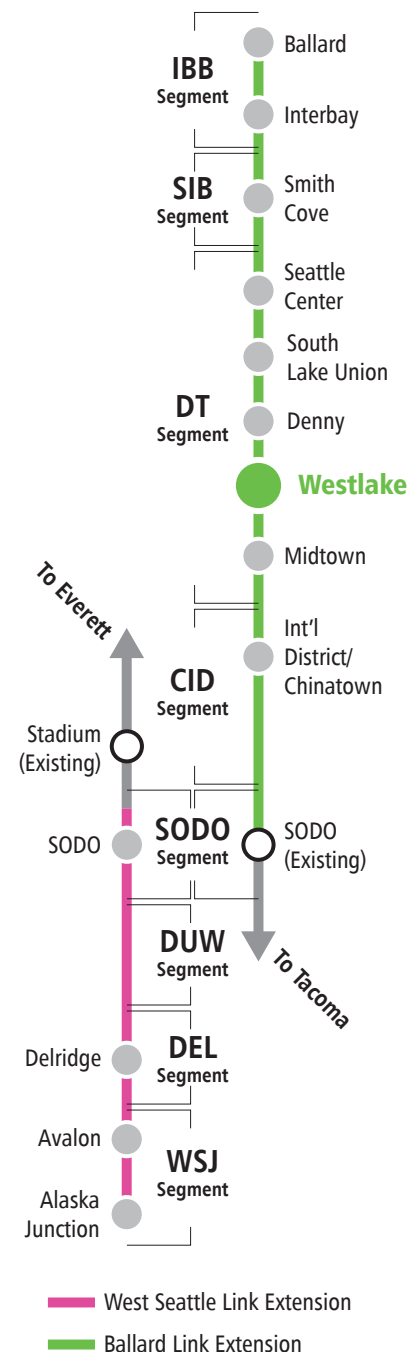 IBB
Segment
Ballard
Interbay
SIB
Segment
Smith
Cove
Seattle
Center
South
Lake Union
DT
Segment
Denny
Westlake
Midtown
To Everett
Int'l
District/
Chinatown
CID
Segment
Stadium
(Existing)
SODO
SODO
Segment
SODO
(Existing)
DUW
Segment
To Tacoma
Delridge
DEL
Segment
Avalon
WSJ
Segment
Alaska
Junction
West Seattle Link Extension
Ballard Link Extension